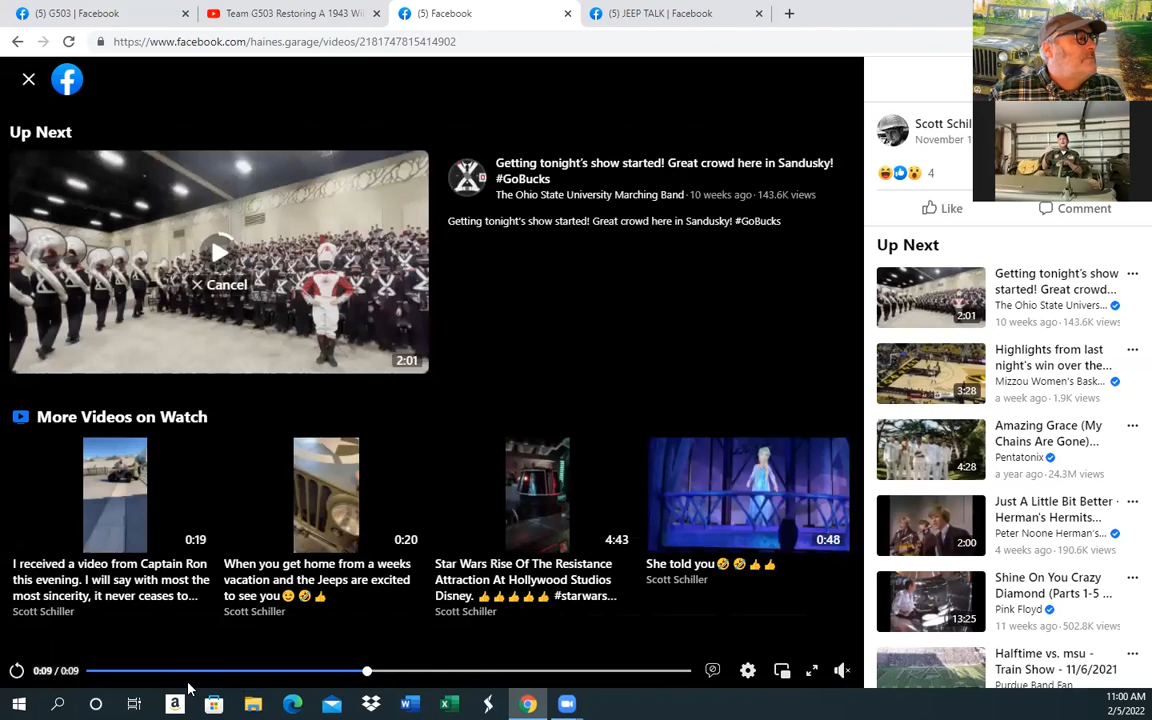 (5) G503 | Facebook
Team G503 Restoring A 1943 Wi
(5) Facebook
(5) JEEP TALK | Facebook
https://www.facebook.com/haines.garage/videos/2181747815414902
Up Next
Cancel
2:01
Getting tonight's show started! Great crowd here in Sandusky!
#GoBucks
The Ohio State University Marching Band · 10 weeks ago · 143.6K views
Getting tonight's show started! Great crowd here in Sandusky! #GoBucks
More Videos on Watch
0:19
I received a video from Captain Ron
this evening. I will say with most the
most sincerity, it never ceases to...
Scott Schiller
0:20
When you get home from a weeks
vacation and the Jeeps are excited
to see you😉🤣👍
Scott Schiller
4:43
Star Wars Rise Of The Resistance
Attraction At Hollywood Studios
Disney. 👍👍👍👍👍 #starwars...
Scott Schiller
0:48
She told you🤣🤣👍👍
Scott Schiller
0:09 / 0:09
Scott Schil
November 1
4
Like
Comment
Up Next
2:01
Getting tonight's show
started! Great crowd...
The Ohio State Univers...
10 weeks ago · 143.6K views
3:28
Highlights from last
night's win over the...
Mizzou Women's Bask...
a week ago · 1.9K views
4:28
Amazing Grace (My
Chains Are Gone)...
Pentatonix
a year ago · 24.3M views
2:00
Just A Little Bit Better ·
Herman's Hermits...
Peter Noone Herman's...
4 weeks ago · 190.6K views
13:25
Shine On You Crazy
Diamond (Parts 1-5 ...
Pink Floyd
11 weeks ago · 502.8K views
Halftime vs. msu -
Train Show - 11/6/2021
Purdue Band Fan
11:00 AM
2/5/2022